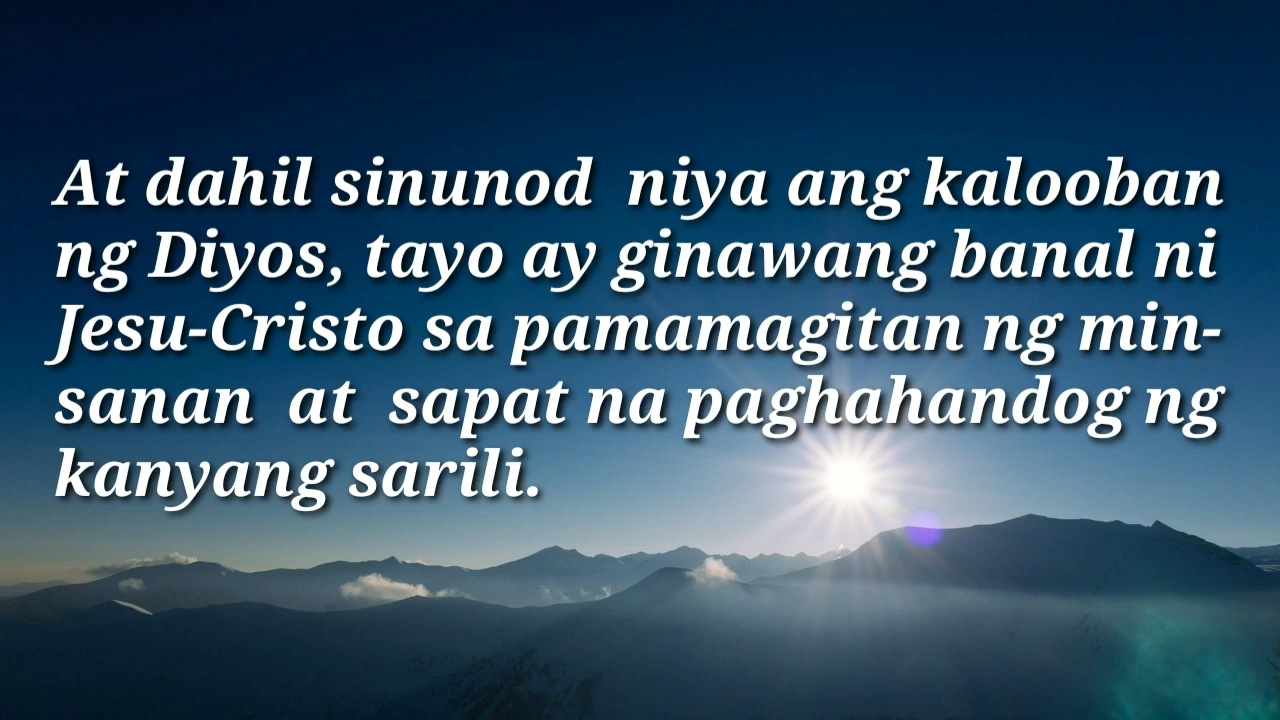 At dahil sinunod niya ang kalooban
ng Diyos, tayo ay ginawang banal ni
Jesu-Cristo sa pamamagitan ng min-
sanan at sapat na paghahandog ng
kanyang sarili.